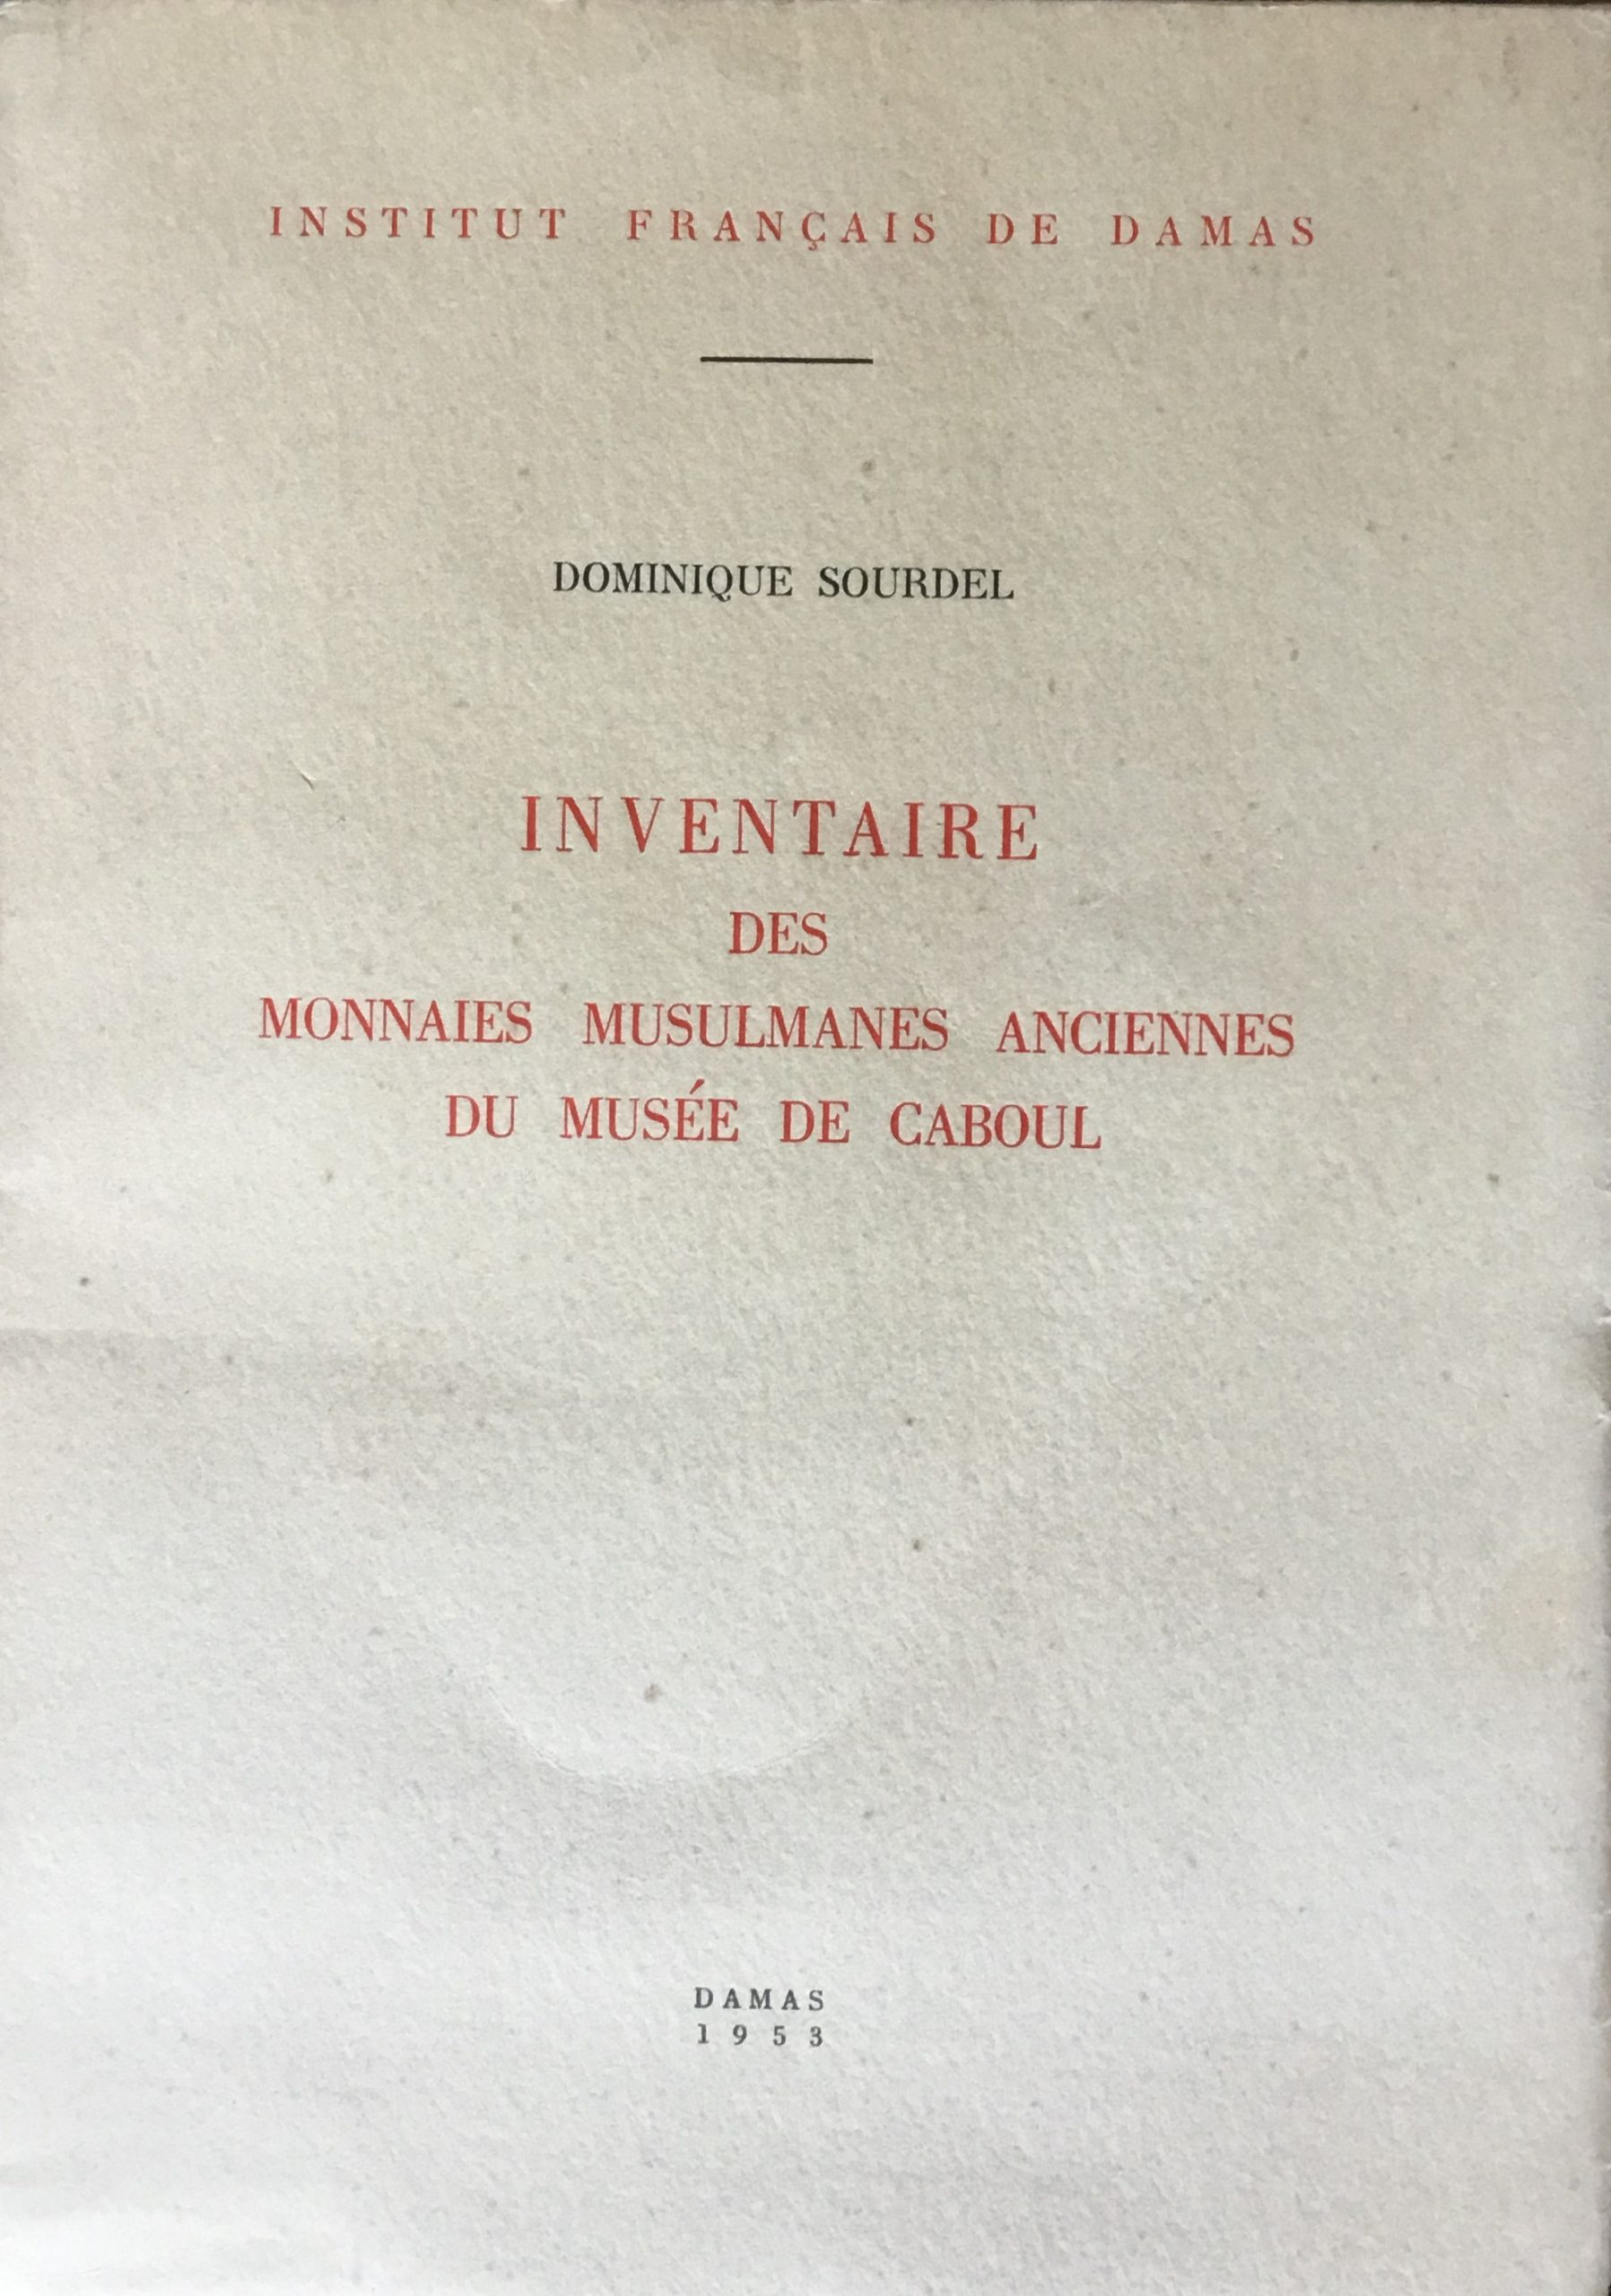 INSTITUT FRANÇAIS DE DAMAS
DOMINIQUE SOURDEL
INVENTAIRE
DES
MONNAIES MUSULMANES ANCIENNES
DU MUSÉE DE CABOUL
DAMAS
1953